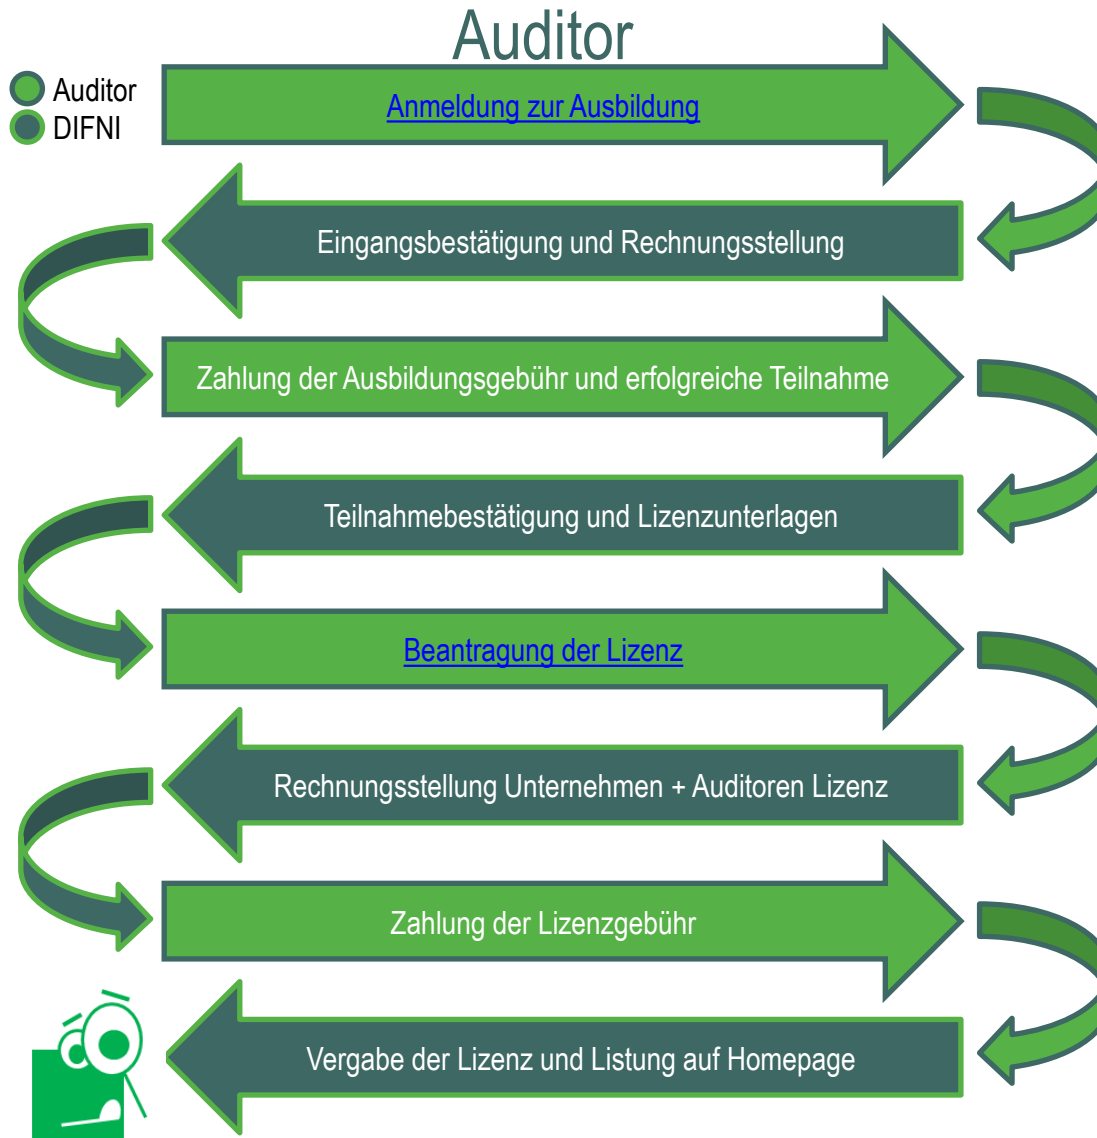 Auditor
Auditor
DIFNI
Anmeldung zur Ausbildung
Eingangsbestätigung und Rechnungsstellung
Zahlung der Ausbildungsgebühr und erfolgreiche Teilnahme
Teilnahmebestätigung und Lizenzunterlagen
Beantragung der Lizenz
Rechnungsstellung Unternehmen + Auditoren Lizenz
Zahlung der Lizenzgebühr
Vergabe der Lizenz und Listung auf Homepage